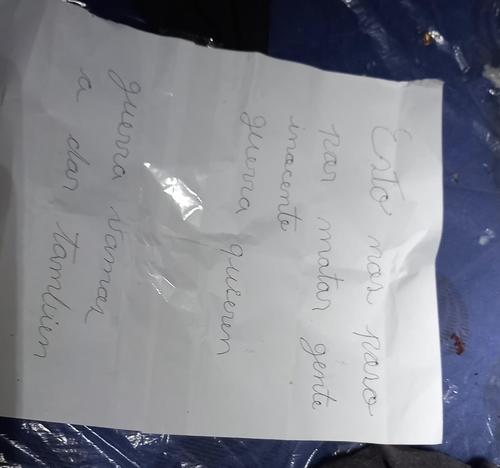 Esto nos paso
por matar gente
inocente
guerra quieren
guerra vamos
a dar tambien